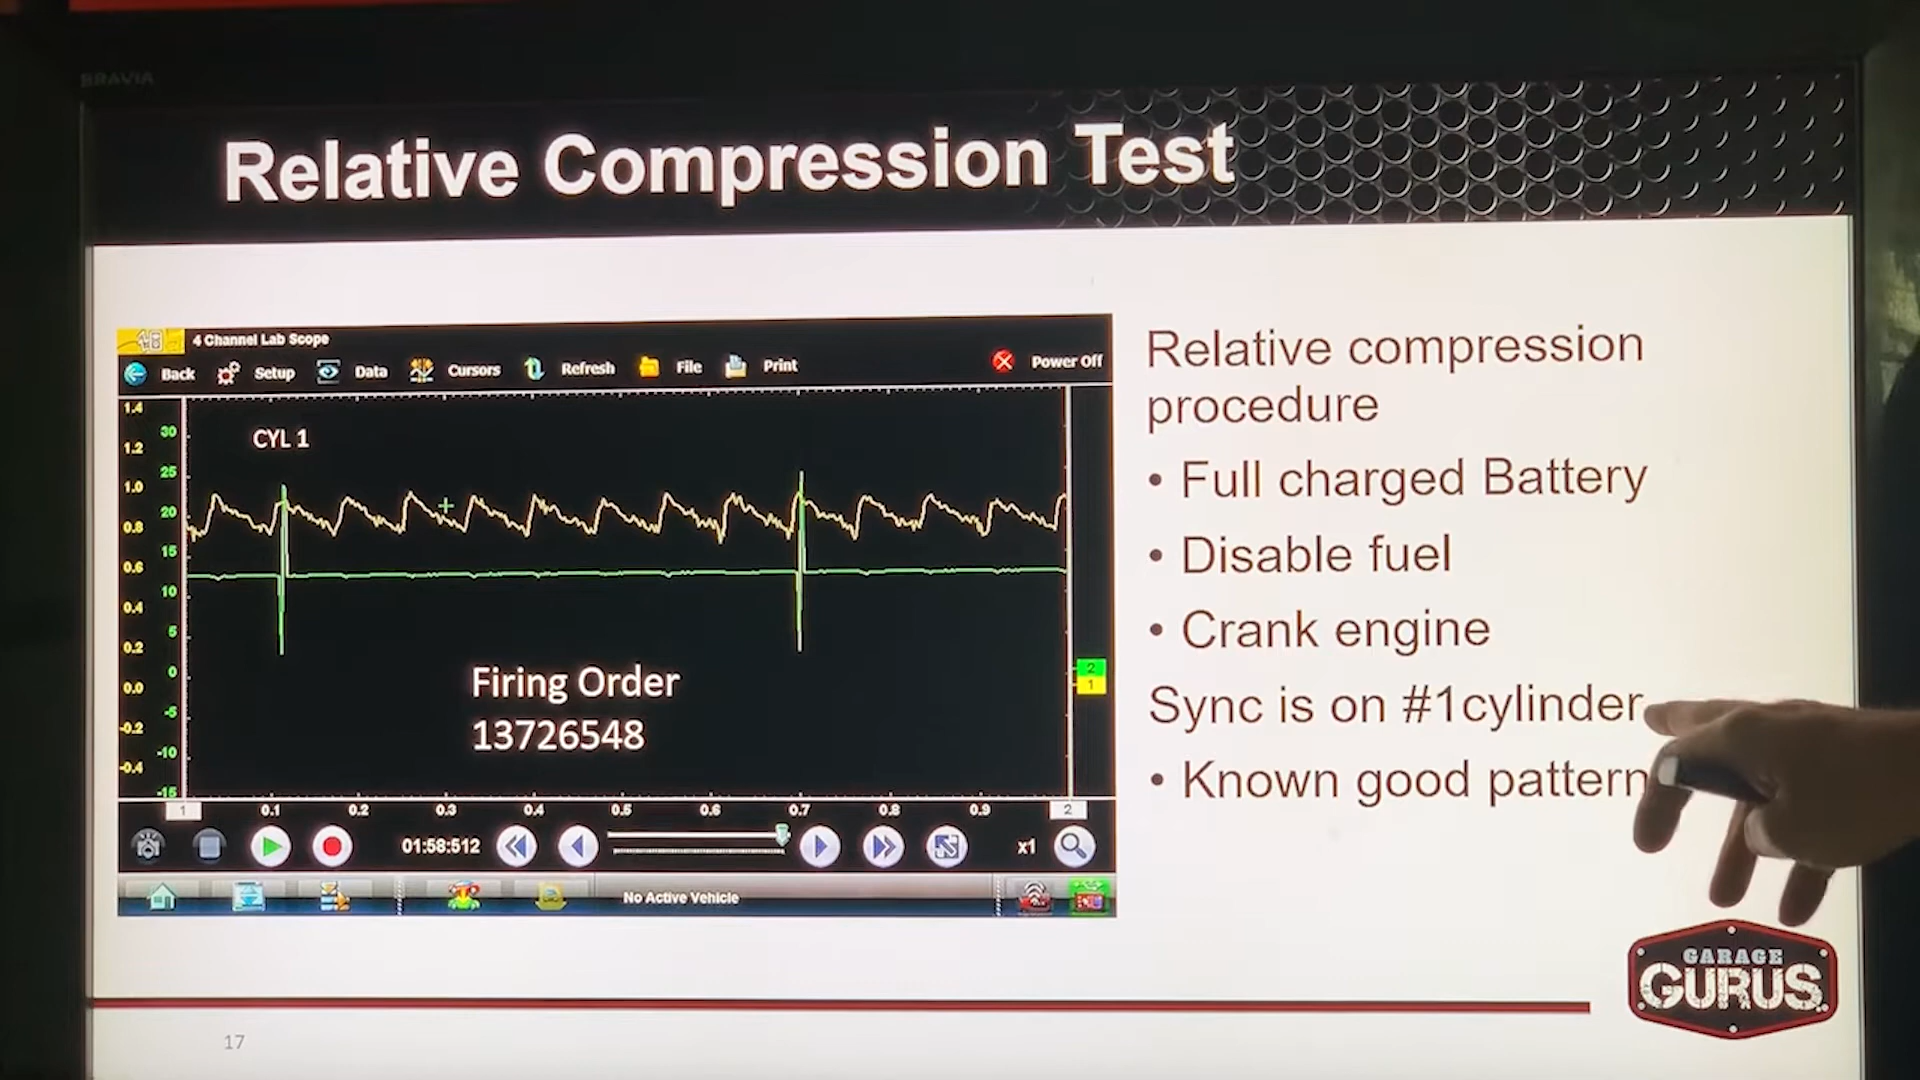 BRAVIA
Relative Compression Test
4 Channel Lab Scope
Back Setup Data Cursors Refresh File Print Power Off
1.4
30
1.2
25
1.0
20
0.8
15
0.6
10
0.4
5
0.2
0
0.0
-5
-0.2
-10
-0.4
-15
CYL 1
Firing Order
13726548
2
1
1 0.1 0.2 0.3 0.4 0.5 0.6 0.7 0.8 0.9 2
01:58:512 x1
No Active Vehicle
Relative compression
procedure
• Full charged Battery
• Disable fuel
• Crank engine
Sync is on #1cylinder
• Known good pattern
GARAGE
GURUS
17